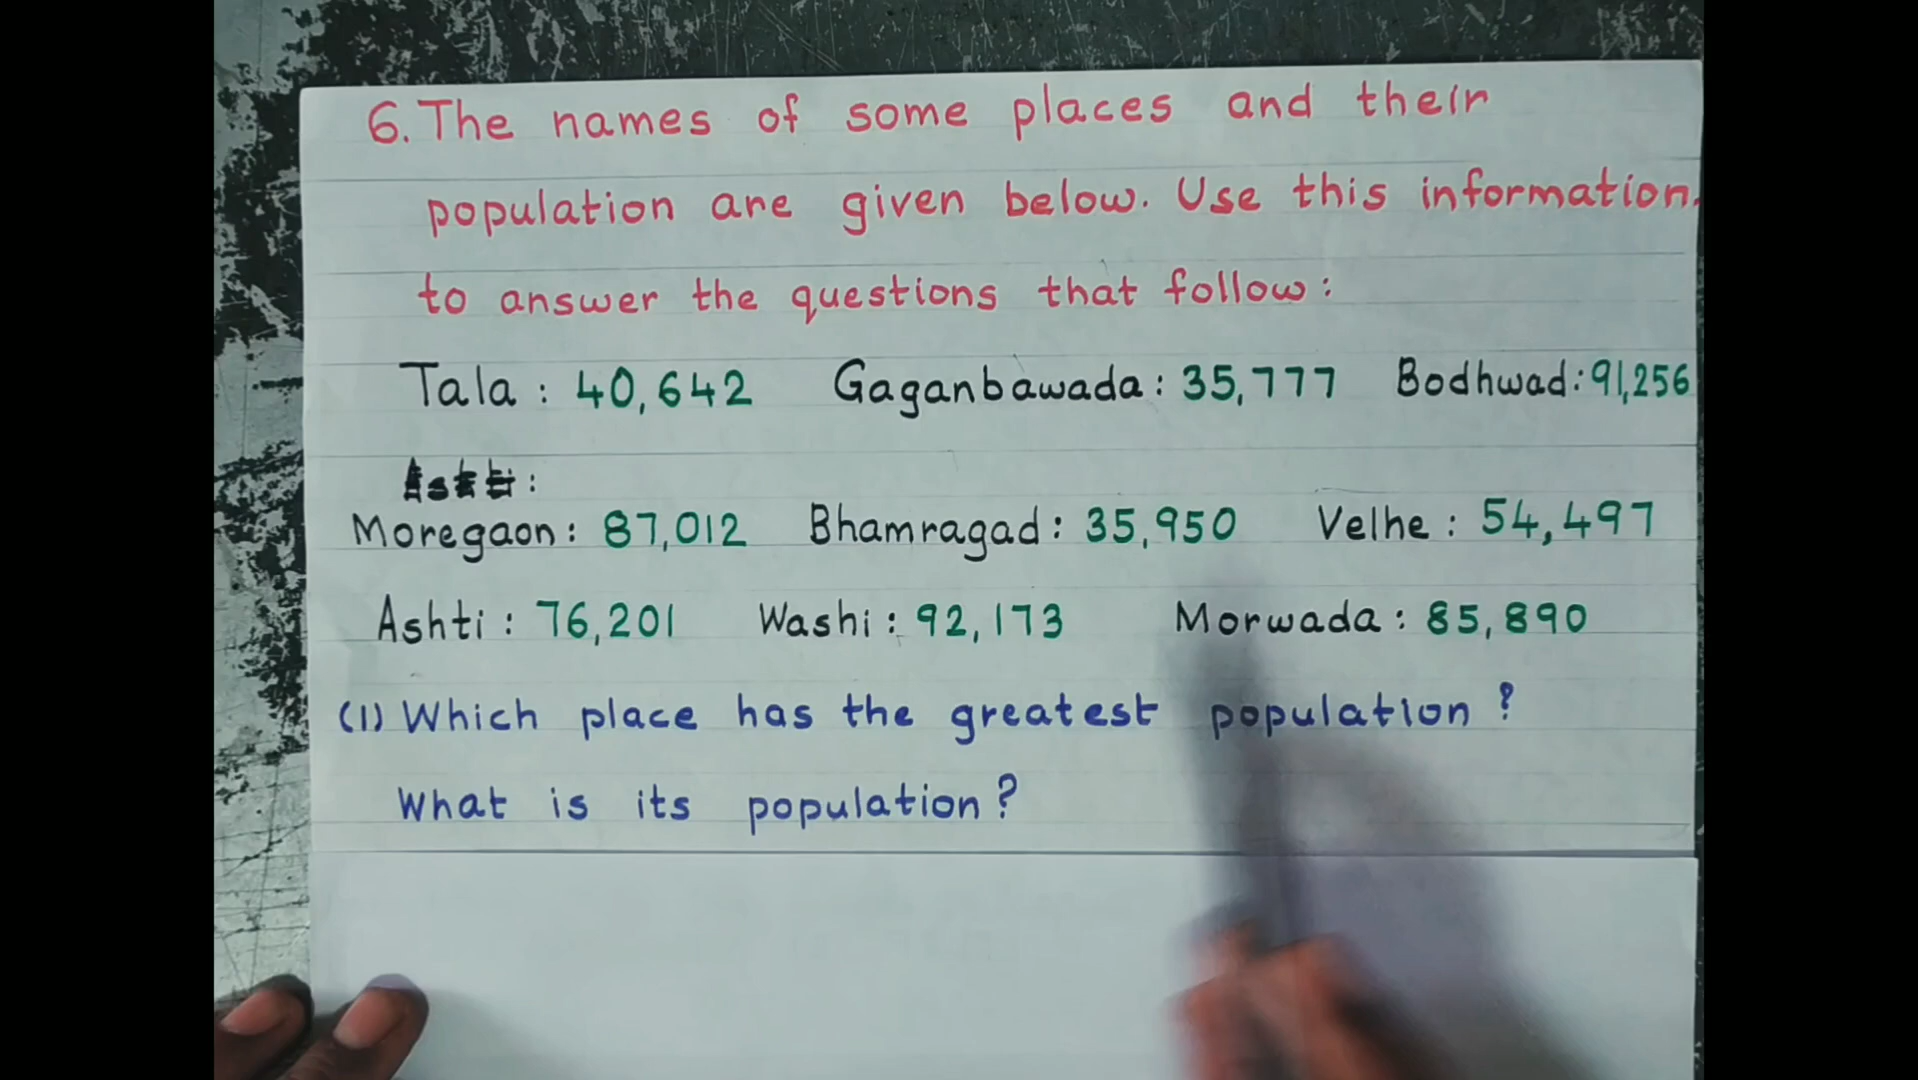 6. The names of some places and their
population are given below. Use this information.
to answer the questions that follow:
Tala: 40,642 Gaganbawada: 35,777 Bodhwad: 91,256
Moregaon: 87,012 Bhamragad: 35,950 Velhe: 54,497
Ashti: 76,201 Washi: 92,173 Morwada: 85,890
(1) Which place has the greatest population?
What is its population?